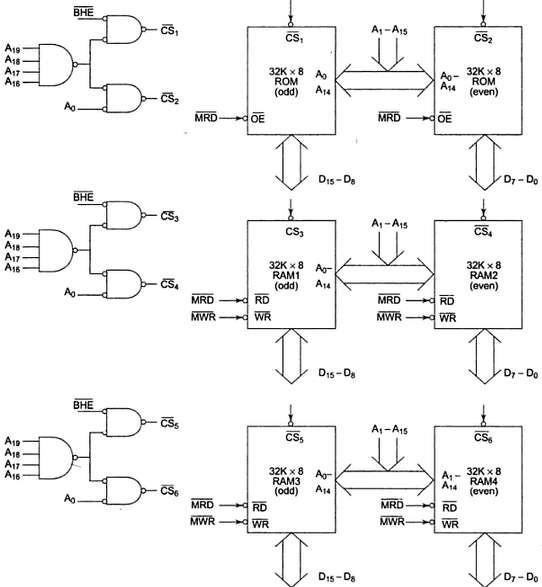 BHE
A19
A18
A17
A16
A0
CS1
CS2
CS1
32K × 8
ROM
(odd)
A0
A14
MRD
OE
A1 – A15
CS2
32K × 8
ROM
(even)
A0 –
A14
MRD
OE
D15 – D8
D7 – D0
BHE
A19
A18
A17
A16
A0
CS3
CS4
CS3
32K × 8
RAM1
(odd)
A0 –
A14
MRD
RD
MWR
WR
A1 – A15
CS4
32K × 8
RAM2
(even)
MRD
RD
MWR
WR
D15 – D8
D7 – D0
BHE
A19
A18
A17
A16
A0
CS5
CS6
CS5
32K × 8
RAM3
(odd)
A0 –
A14
MRD
RD
MWR
WR
A1 – A15
CS6
32K × 8
RAM4
(even)
A1 –
A14
MRD
RD
MWR
WR
D15 – D8
D7 – D0